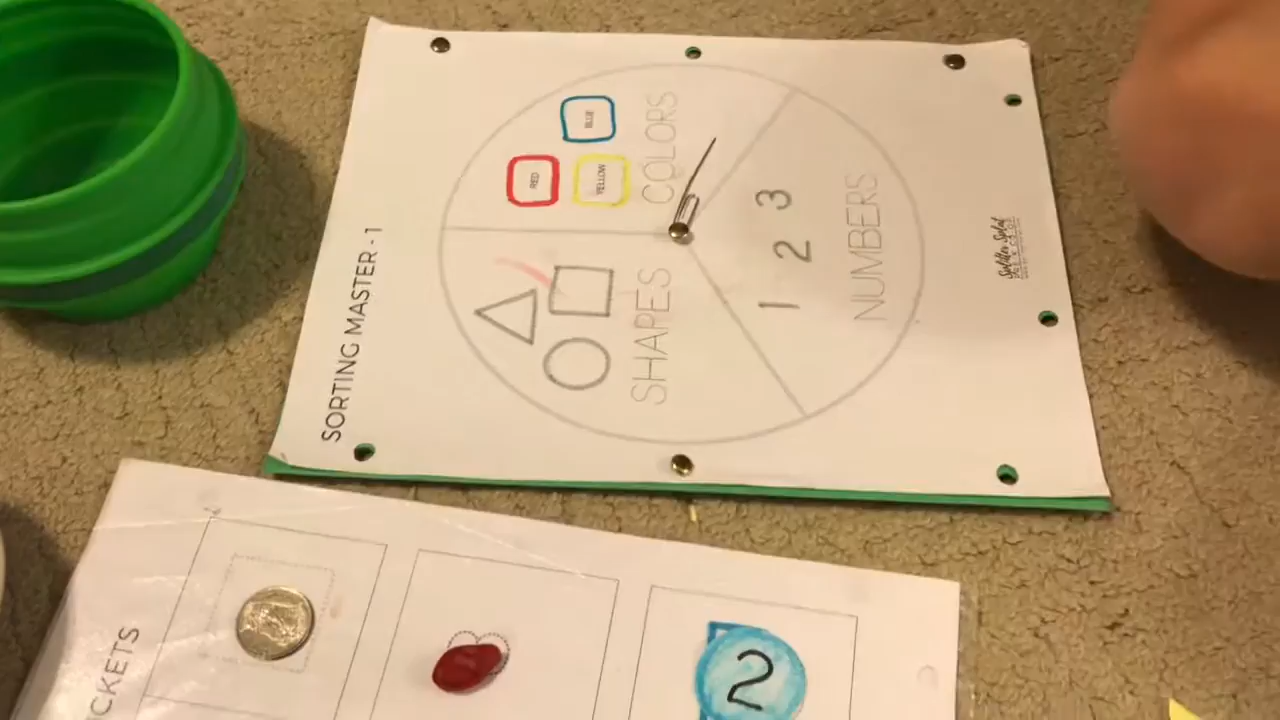 SORTING MASTER - 1
RED
BLUE
YELLOW
COLORS
SHAPES
1 2 3
NUMBERS
CKETS
2